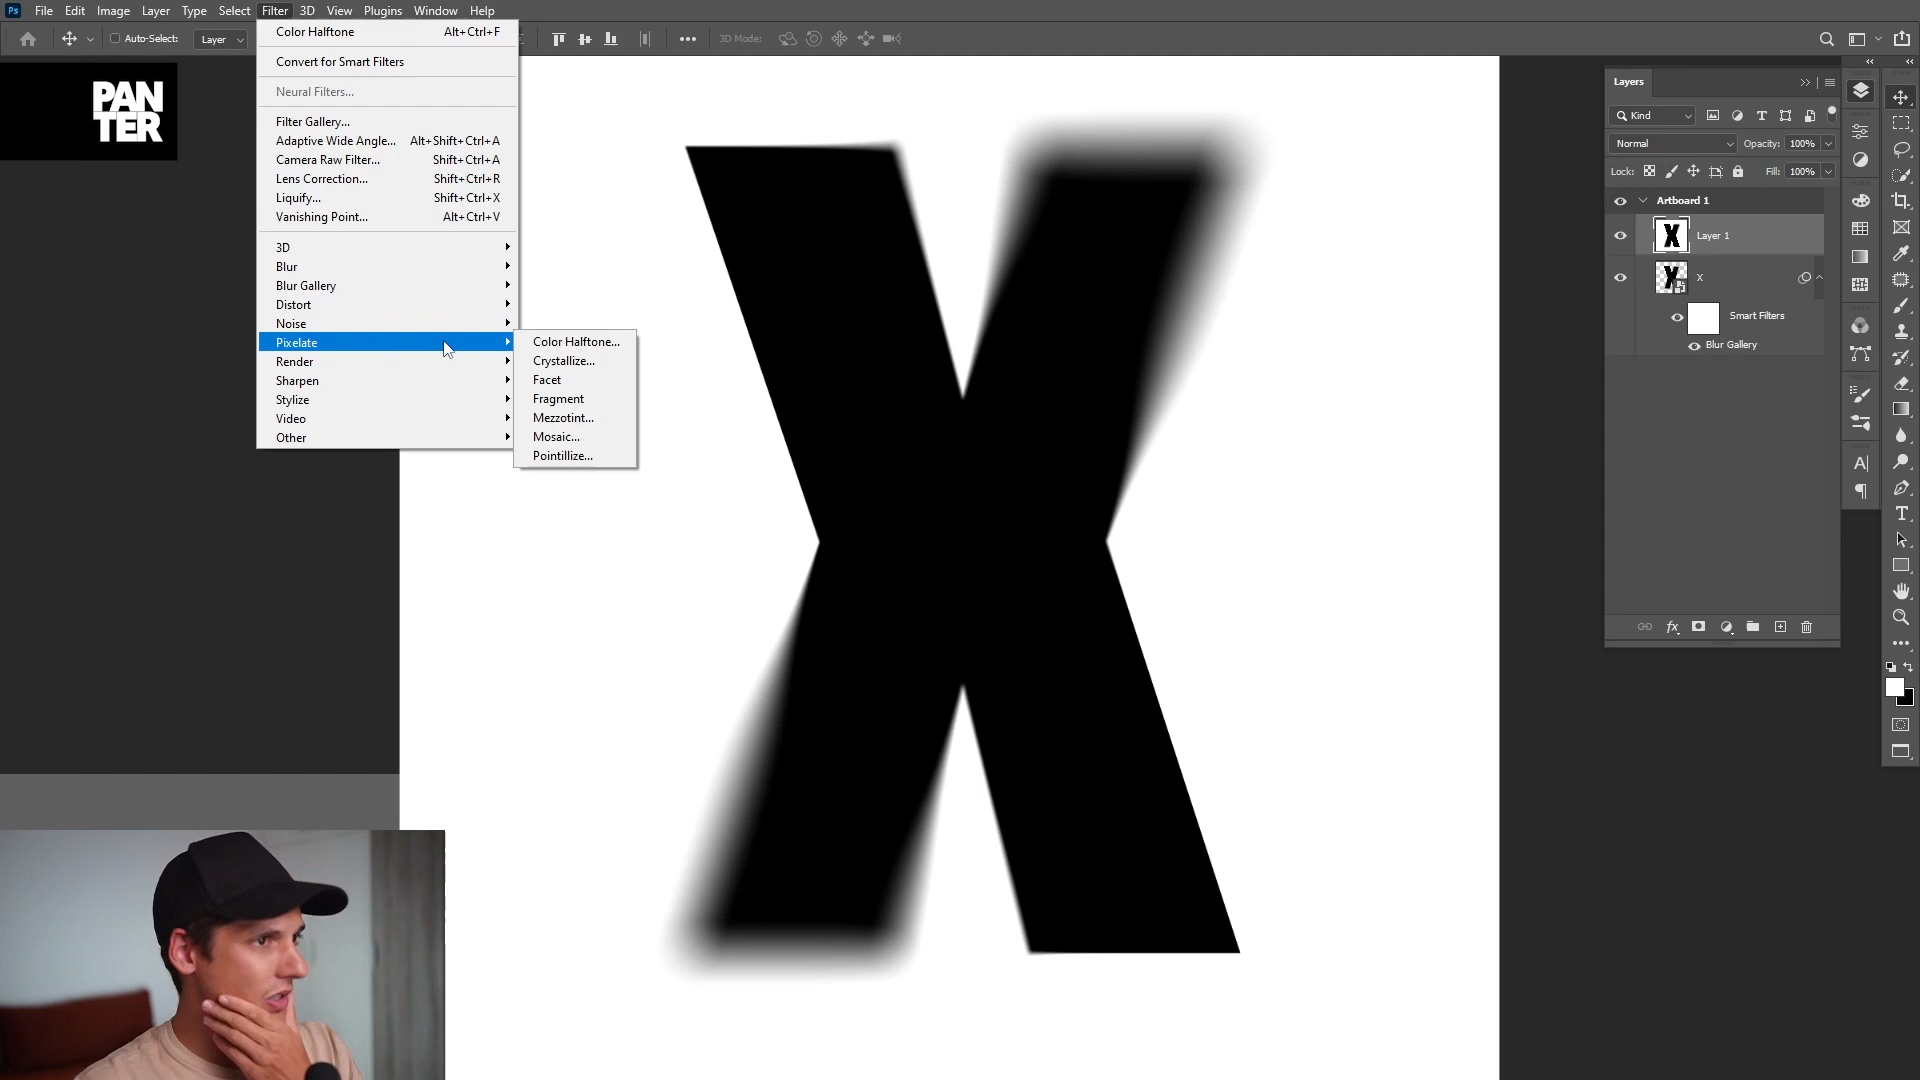 Ps File Edit Image Layer Type Select Filter 3D View Plugins Window Help
Auto-Select: Layer 3D Mode:
PAN
TER
Color Halftone Alt+Ctrl+F
Convert for Smart Filters
Neural Filters...
Filter Gallery...
Adaptive Wide Angle... Alt+Shift+Ctrl+A
Camera Raw Filter... Shift+Ctrl+A
Lens Correction... Shift+Ctrl+R
Liquify... Shift+Ctrl+X
Vanishing Point... Alt+Ctrl+V
3D
Blur
Blur Gallery
Distort
Noise
Pixelate
Render
Sharpen
Stylize
Video
Other
Color Halftone...
Crystallize...
Facet
Fragment
Mezzotint...
Mosaic...
Pointillize...
X
Layers
Kind
Normal Opacity: 100%
Lock: Fill: 100%
Artboard 1
X Layer 1
X X
Smart Filters
Blur Gallery
fx